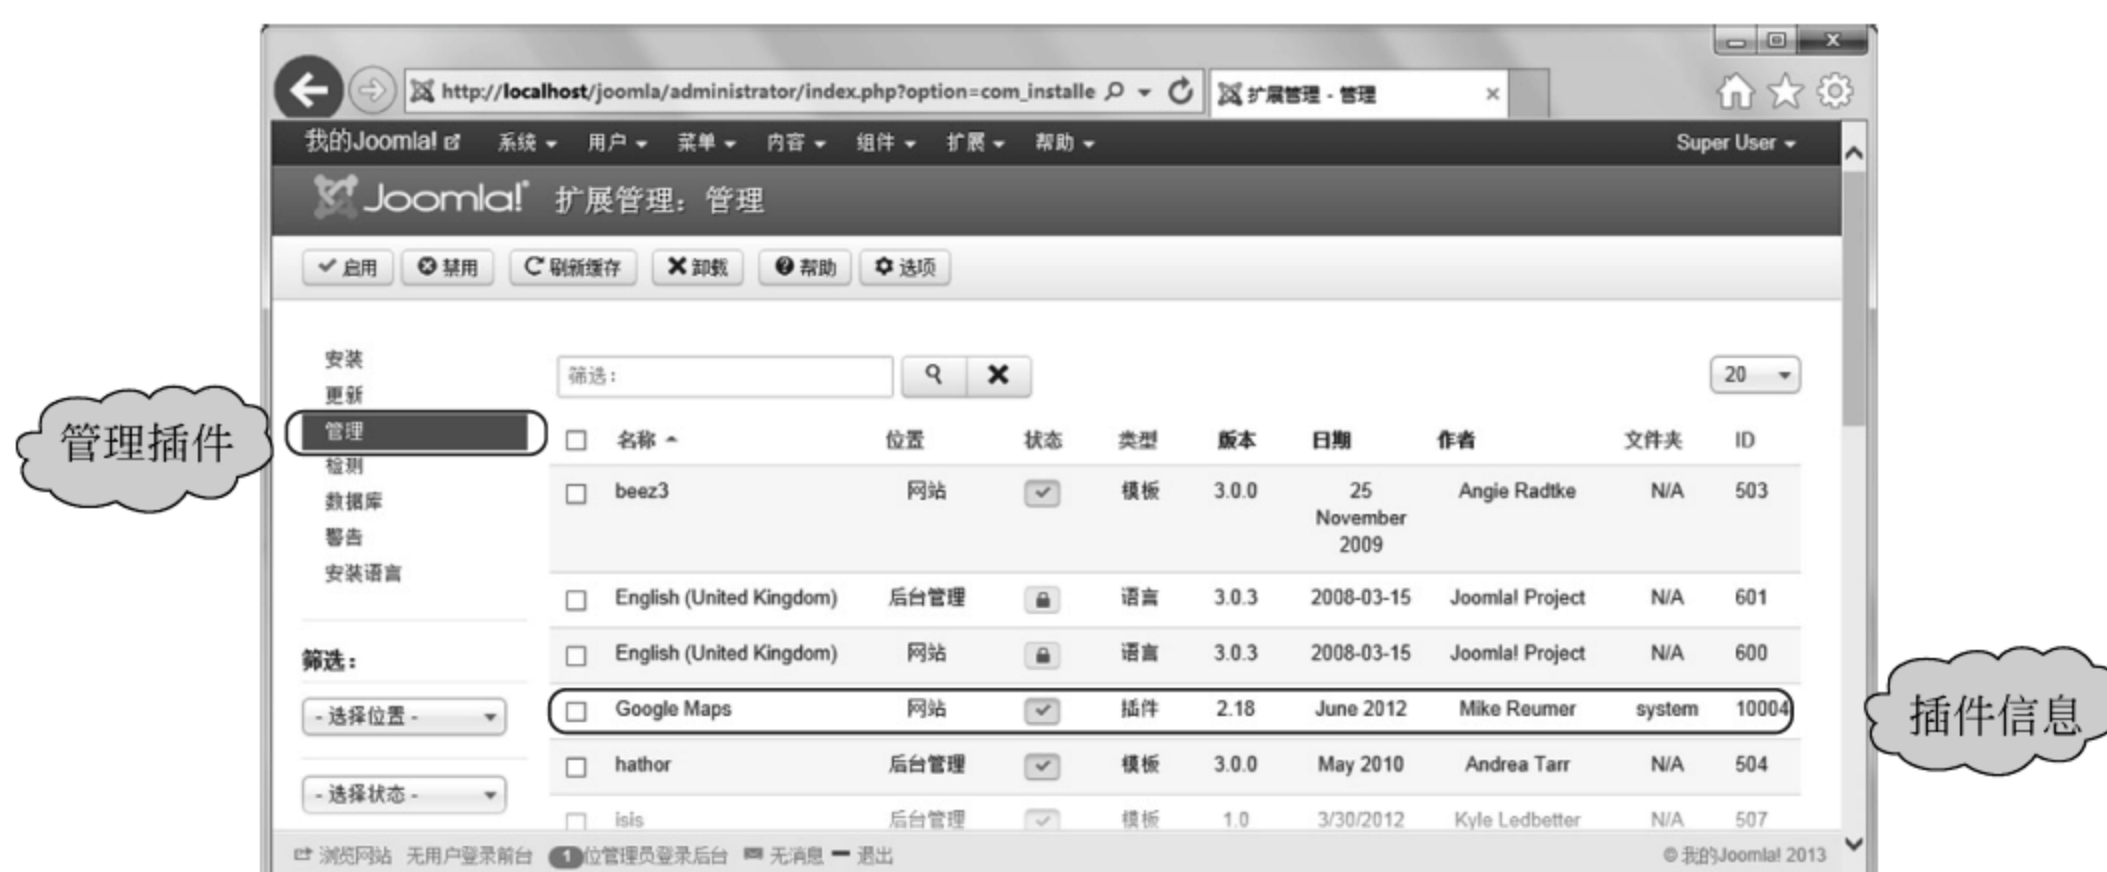 http://localhost/joomla/administrator/index.php?option=com_installe
扩展管理 - 管理
我的Joomla! 系统 用户 菜单 内容 组件 扩展 帮助 Super User
Joomla! 扩展管理：管理
启用 禁用 刷新缓存 卸载 帮助 选项
安装
更新
管理
检测
数据库
警告
安装语言
管理插件
筛选：
- 选择位置 -
- 选择状态 -
筛选： 20
名称 位置 状态 类型 版本 日期 作者 文件夹 ID
beez3 网站 模板 3.0.0 25 Angie Radtke N/A 503
November
2009
English (United Kingdom) 后台管理 语言 3.0.3 2008-03-15 Joomla! Project N/A 601
English (United Kingdom) 网站 语言 3.0.3 2008-03-15 Joomla! Project N/A 600
Google Maps 网站 插件 2.18 June 2012 Mike Reumer system 10004
插件信息
hathor 后台管理 模板 3.0.0 May 2010 Andrea Tarr N/A 504
isis 后台管理 模板 1.0 3/30/2012 Kyle Ledbetter N/A 507
浏览网站 无用户登录前台 1 位管理员登录后台 无消息 退出 © 我的Joomla! 2013